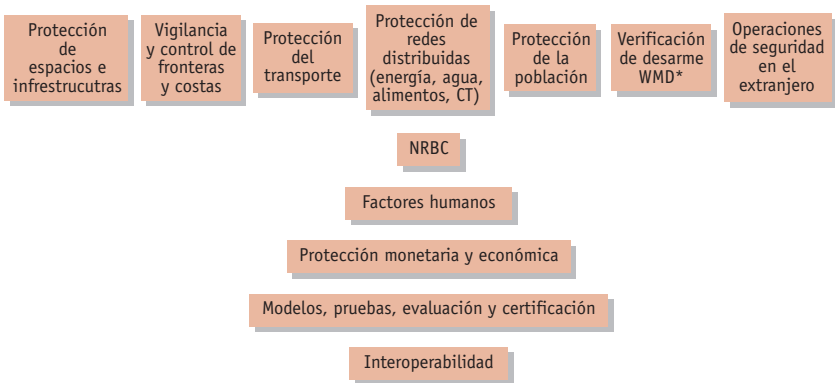 Protección
de
espacios e
infrestrucutras
Vigilancia
y control de
fronteras
y costas
Protección
del
transporte
Protección de
redes
distribuidas
(energía, agua,
alimentos, CT)
Protección
de la
población
Verificación
de desarme
WMD*
Operaciones
de seguridad
en el
extranjero
NRBC
Factores humanos
Protección monetaria y económica
Modelos, pruebas, evaluación y certificación
Interoperabilidad